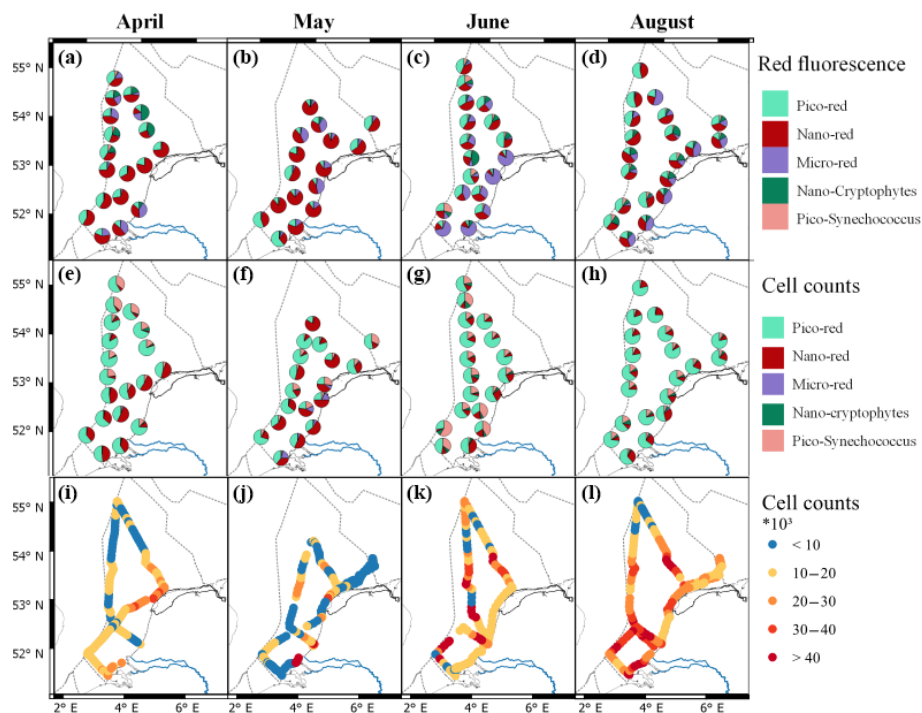 April
May
June
August
(a)
(b)
(c)
(d)
55° N
54° N
53° N
52° N
Red fluorescence
Pico-red
Nano-red
Micro-red
Nano-Cryptophytes
Pico-Synechococcus
(e)
(f)
(g)
(h)
55° N
54° N
53° N
52° N
Cell counts
Pico-red
Nano-red
Micro-red
Nano-cryptophytes
Pico-Synechococcus
(i)
(j)
(k)
(l)
55° N
54° N
53° N
52° N
Cell counts
*10³
< 10
10–20
20–30
30–40
> 40
2° E 4° E 6° E 2° E 4° E 6° E 2° E 4° E 6° E 2° E 4° E 6° E